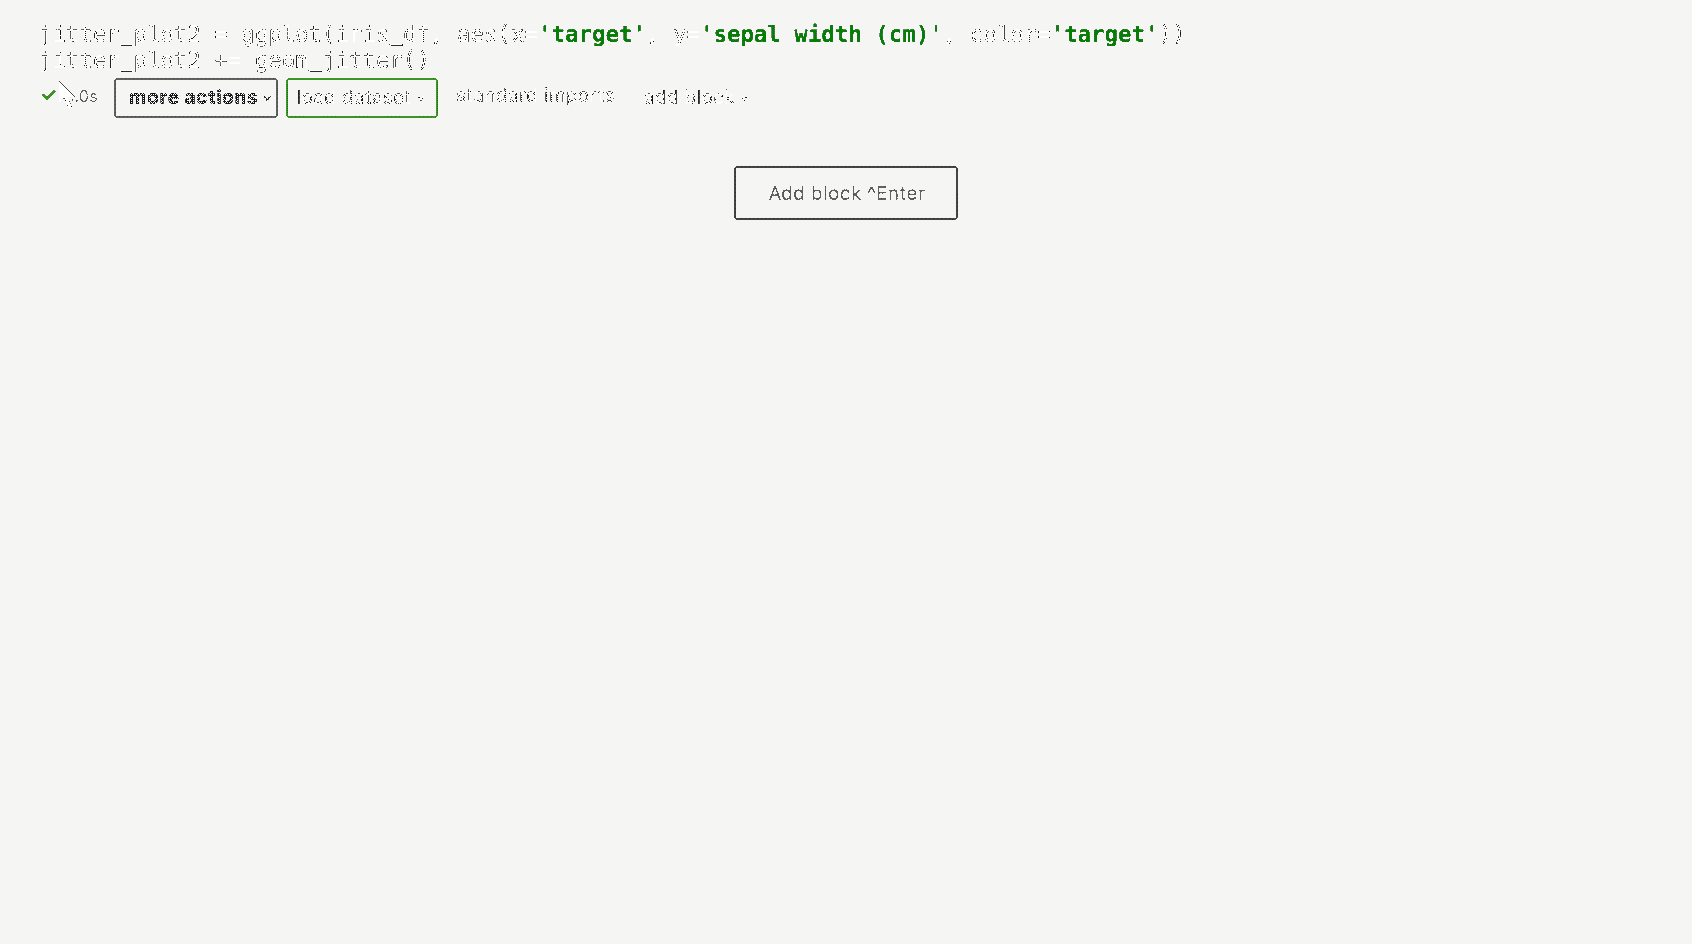 jitter_plot2 = ggplot(iris_df, aes(x='target', y='sepal width (cm)', color='target'))
jitter_plot2 += geom_jitter()
.0s more actions load dataset standard imports add block
Add block ^Enter